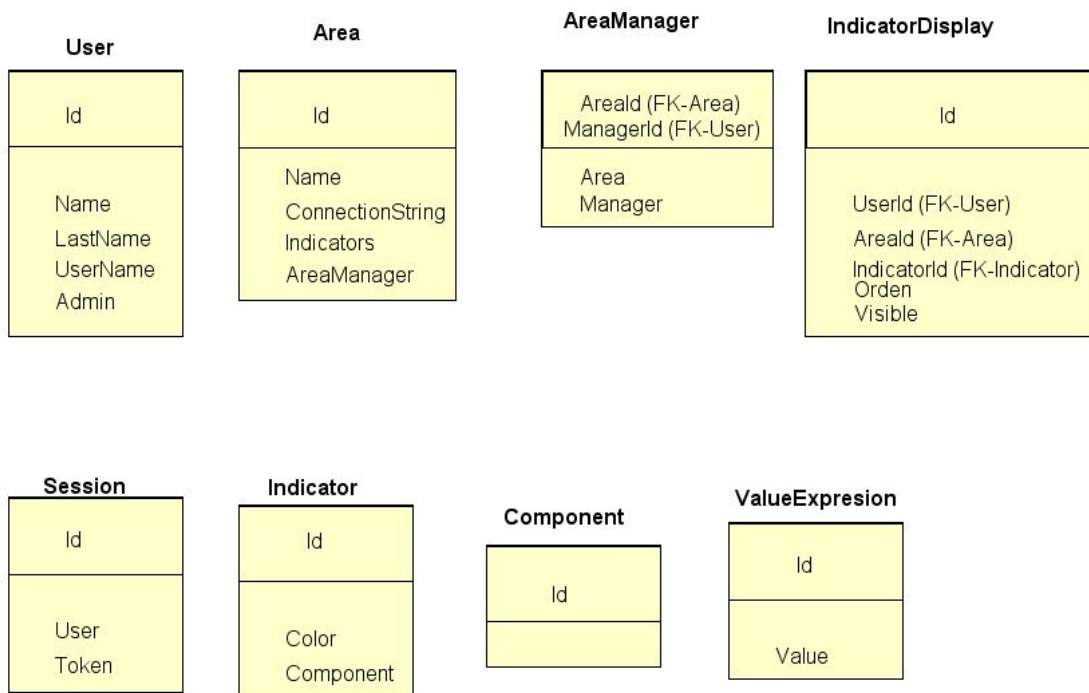 User
Id
Name
LastName
UserName
Admin
Area
Id
Name
ConnectionString
Indicators
AreaManager
AreaManager
AreaId (FK-Area)
ManagerId (FK-User)
Area
Manager
IndicatorDisplay
Id
UserId (FK-User)
AreaId (FK-Area)
IndicatorId (FK-Indicator)
Orden
Visible
Session
Id
User
Token
Indicator
Id
Color
Component
Component
Id
ValueExpresion
Id
Value